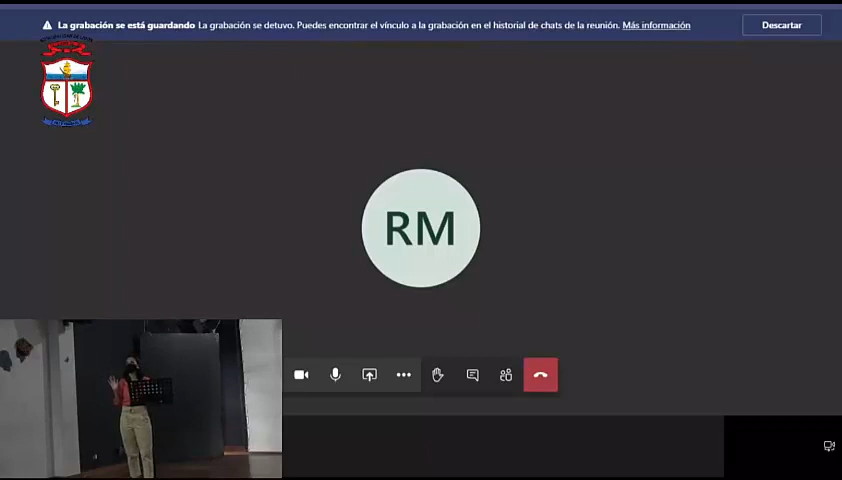 La grabación se está guardando La grabación se detuvo. Puedes encontrar el vínculo a la grabación en el historial de chats de la reunión. Más información
Descartar
RM